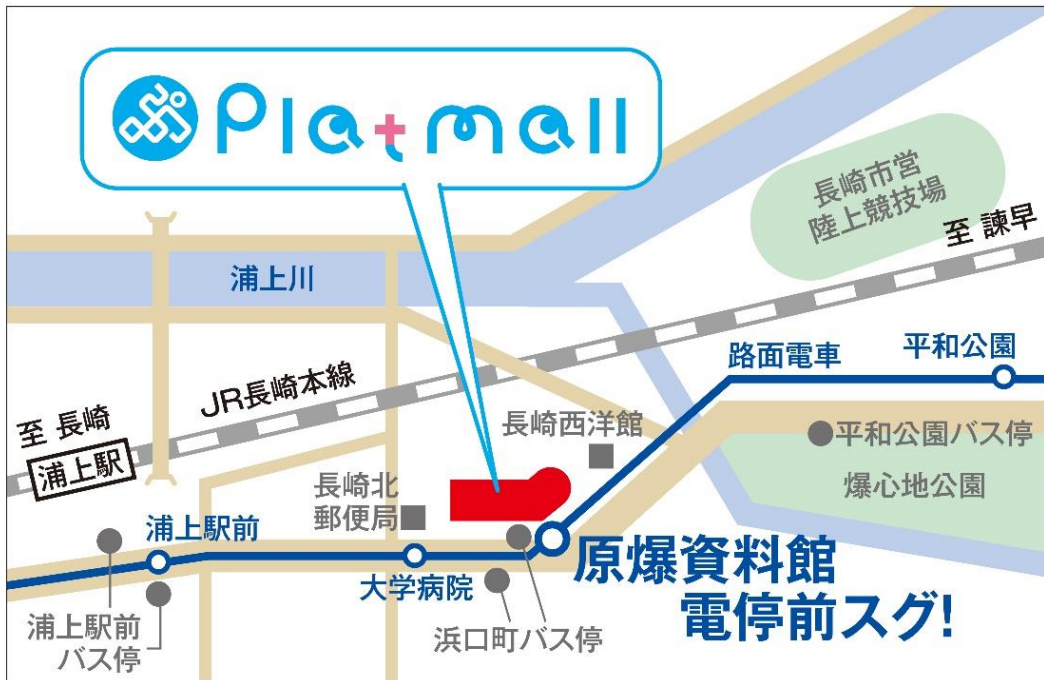 Platmall
長崎市営
陸上競技場
至 諫早
浦上川
路面電車
平和公園
JR長崎本線
至 長崎
浦上駅
長崎西洋館
平和公園バス停
爆心地公園
長崎北
郵便局
浦上駅前
大学病院
原爆資料館
電停前スグ!
浦上駅前
バス停
浜口町バス停